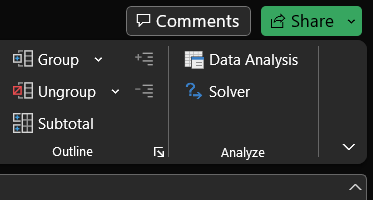 Comments Share
Group Data Analysis
Ungroup Solver
Subtotal
Outline Analyze